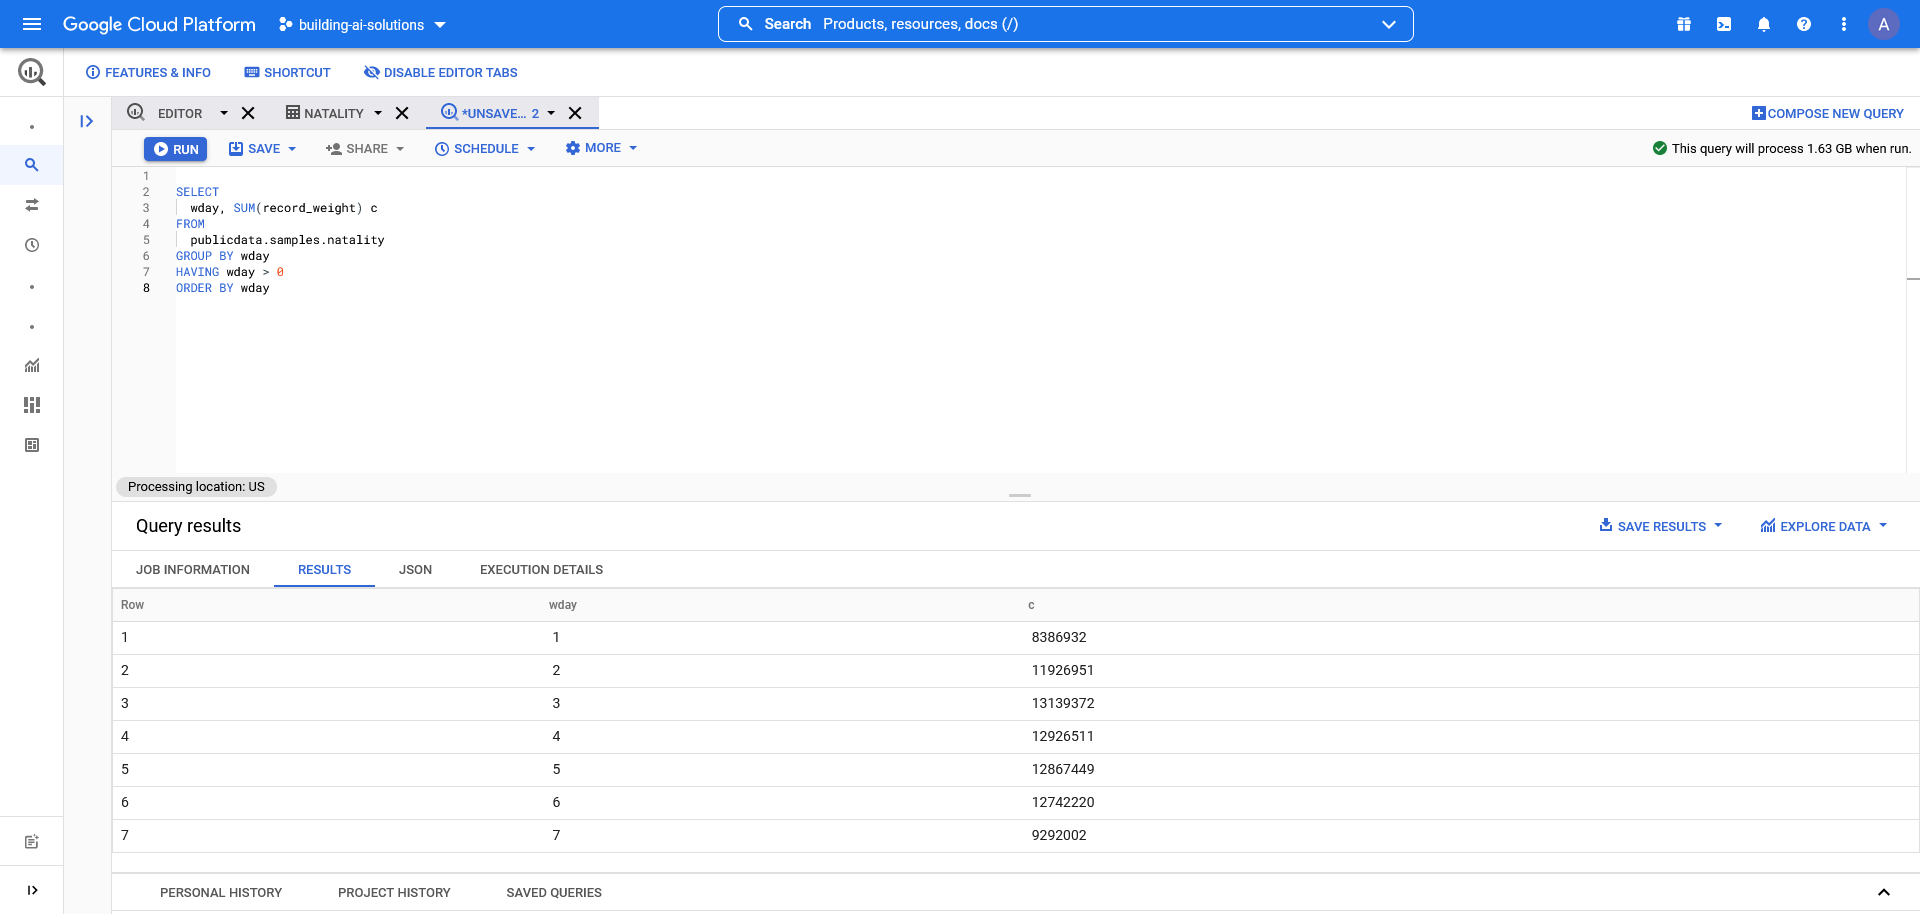 Google Cloud Platform building-ai-solutions Search Products, resources, docs (/) A
FEATURES & INFO SHORTCUT DISABLE EDITOR TABS
EDITOR NATALITY *UNSAVE... 2 COMPOSE NEW QUERY
RUN SAVE SHARE SCHEDULE MORE This query will process 1.63 GB when run.
1
2 SELECT
3 wday, SUM(record_weight) c
4 FROM
5 publicdata.samples.natality
6 GROUP BY wday
7 HAVING wday > 0
8 ORDER BY wday
Processing location: US
Query results SAVE RESULTS EXPLORE DATA
JOB INFORMATION RESULTS JSON EXECUTION DETAILS
Row wday c
1 1 8386932
2 2 11926951
3 3 13139372
4 4 12926511
5 5 12867449
6 6 12742220
7 7 9292002
PERSONAL HISTORY PROJECT HISTORY SAVED QUERIES